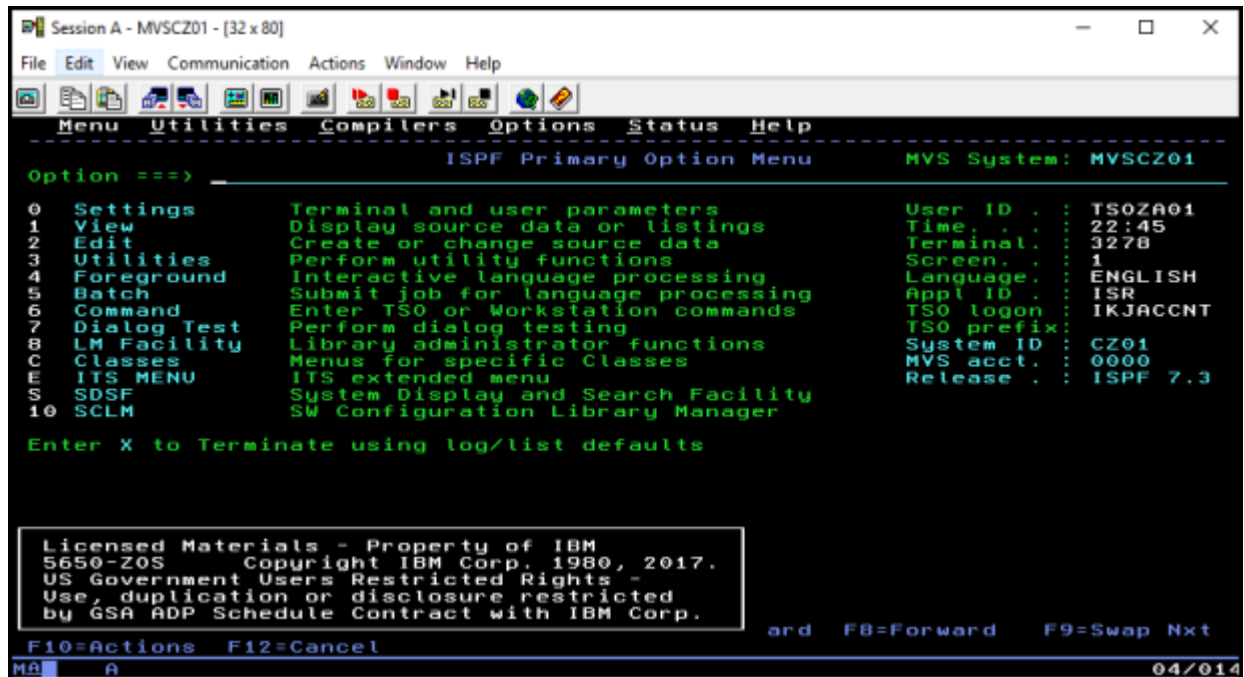 Session A - MVSCZ01 - [32 x 80]
File Edit View Communication Actions Window Help
Menu Utilities Compilers Options Status Help
ISPF Primary Option Menu MVS System: MVSCZ01
Option ===>
0 Settings Terminal and user parameters User ID . : TSOZA01
1 View Display source data or listings Time. . . : 22:45
2 Edit Create or change source data Terminal. : 3278
3 Utilities Perform utility functions Screen. . : 1
4 Foreground Interactive language processing Language. : ENGLISH
5 Batch Submit job for language processing Appl ID . : ISR
6 Command Enter TSO or Workstation commands TSO logon : IKJACCNT
7 Dialog Test Perform dialog testing TSO prefix:
8 LM Facility Library administrator functions System ID : CZ01
C Classes Menus for specific Classes MVS acct. : 0000
E ITS MENU ITS extended menu Release . : ISPF 7.3
S SDSF System Display and Search Facility
10 SCLM SW Configuration Library Manager
Enter X to Terminate using log/list defaults
Licensed Materials - Property of IBM
5650-ZOS Copyright IBM Corp. 1980, 2017.
US Government Users Restricted Rights -
Use, duplication or disclosure restricted
by GSA ADP Schedule Contract with IBM Corp.
ard F8=Forward F9=Swap Nxt
F10=Actions F12=Cancel
MA A 04/014